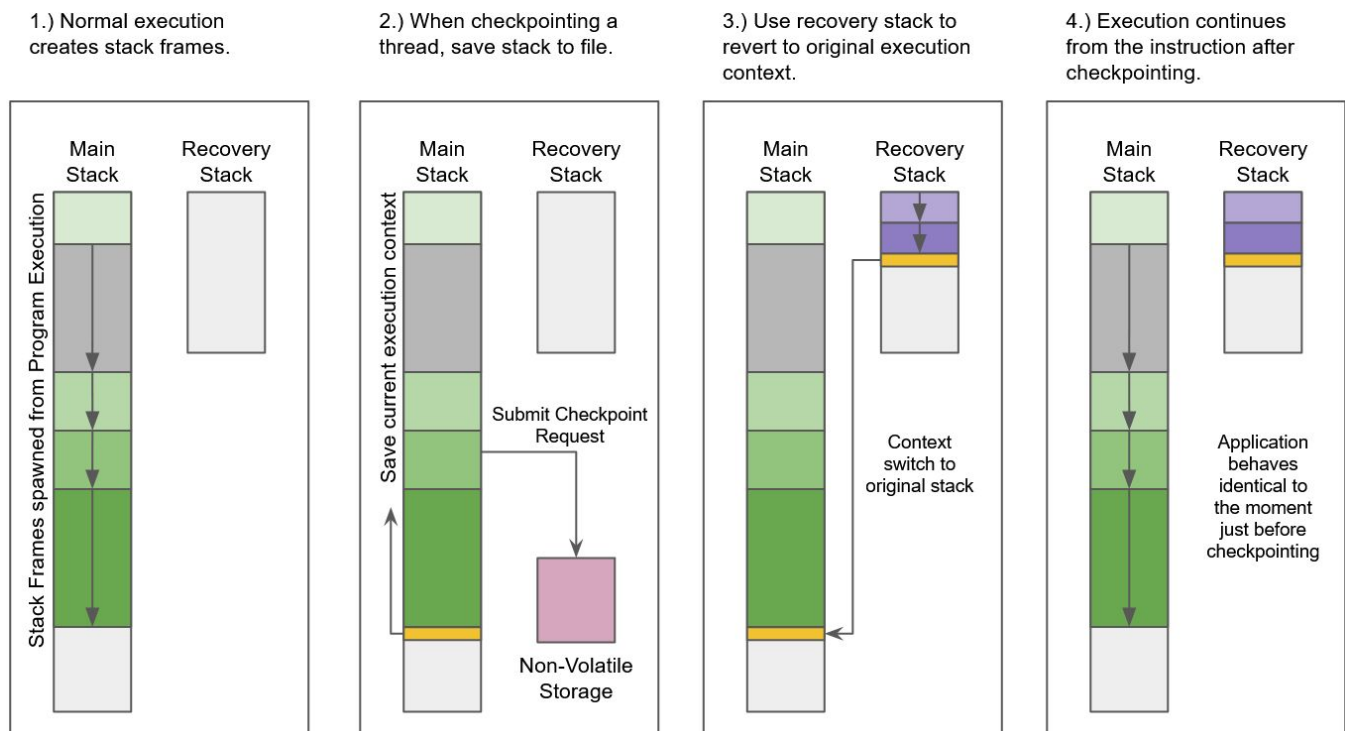 1.) Normal execution
creates stack frames.
2.) When checkpointing a
thread, save stack to file.
3.) Use recovery stack to
revert to original execution
context.
4.) Execution continues
from the instruction after
checkpointing.
Main
Stack
Recovery
Stack
Stack Frames spawned from Program Execution
Main
Stack
Recovery
Stack
Save current execution context
Submit Checkpoint
Request
Non-Volatile
Storage
Main
Stack
Recovery
Stack
Context
switch to
original stack
Main
Stack
Recovery
Stack
Application
behaves
identical to
the moment
just before
checkpointing